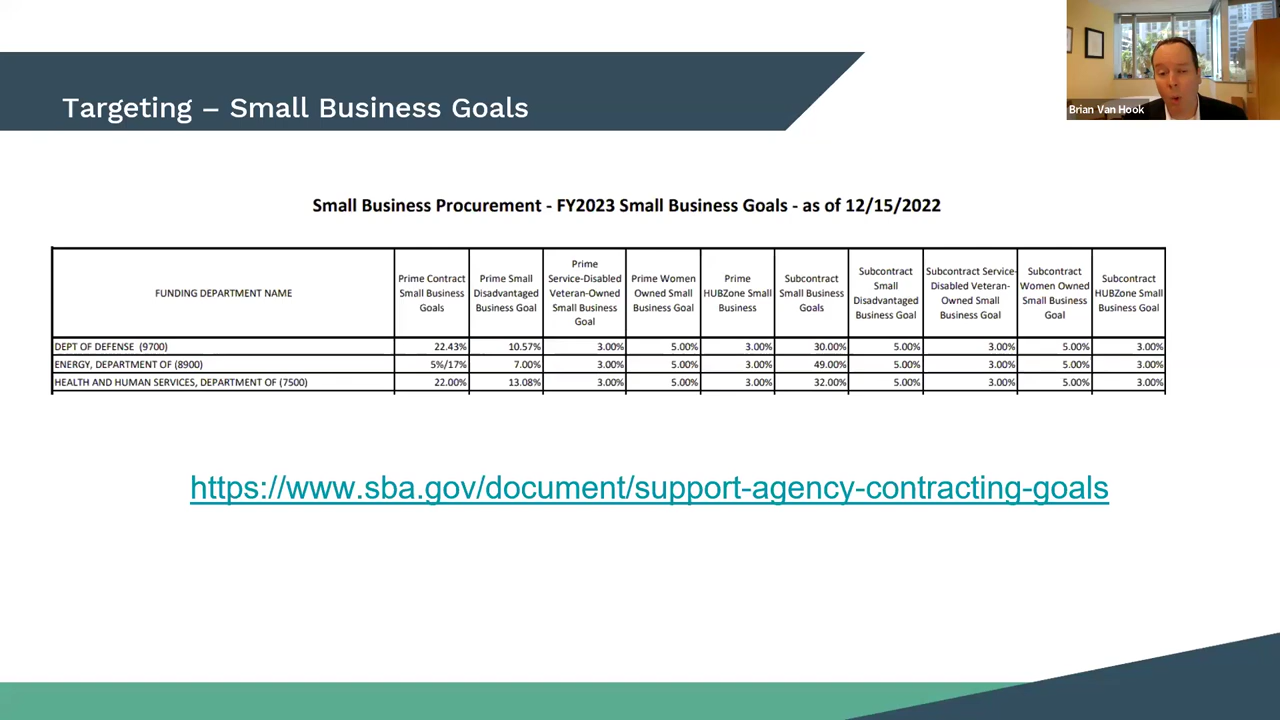 Brian Van Hook
Targeting – Small Business Goals
Small Business Procurement - FY2023 Small Business Goals - as of 12/15/2022
FUNDING DEPARTMENT NAME
Prime Contract
Small Business
Goals
Prime Small
Disadvantaged
Business Goal
Prime
Service-Disabled
Veteran-Owned
Small Business
Goal
Prime Women
Owned Small
Business Goal
Prime
HUBZone Small
Business
Subcontract
Small Business
Goals
Subcontract
Small
Disadvantaged
Business Goal
Subcontract Service-
Disabled Veteran-
Owned Small
Business Goal
Subcontract
Women Owned
Small Business
Goal
Subcontract
HUBZone Small
Business Goal
DEPT OF DEFENSE (9700) 22.43% 10.57% 3.00% 5.00% 3.00% 30.00% 5.00% 3.00% 5.00% 3.00%
ENERGY, DEPARTMENT OF (8900) 5%/17% 7.00% 3.00% 5.00% 3.00% 49.00% 5.00% 3.00% 5.00% 3.00%
HEALTH AND HUMAN SERVICES, DEPARTMENT OF (7500) 22.00% 13.08% 3.00% 5.00% 3.00% 32.00% 5.00% 3.00% 5.00% 3.00%
https://www.sba.gov/document/support-agency-contracting-goals